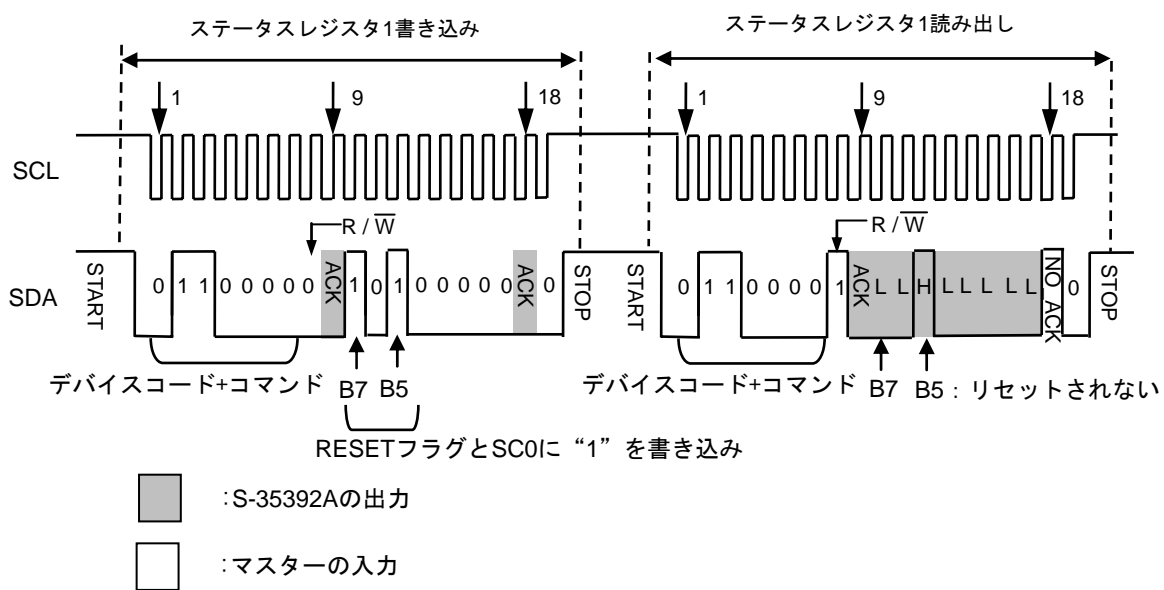 ステータスレジスタ1書き込み ステータスレジスタ1読み出し
1 9 18 1 9 18
SCL
R / W R / W
SDA START 0 1 1 0 0 0 0 0 ACK 1 0 1 0 0 0 0 0 ACK 0 STOP START 0 1 1 0 0 0 0 1 ACK L L H L L L L L NO ACK 0 STOP
デバイスコード+コマンド B7 B5 デバイスコード+コマンド B7 B5 : リセットされない
RESETフラグとSC0に“1”を書き込み
:S-35392Aの出力
:マスターの入力